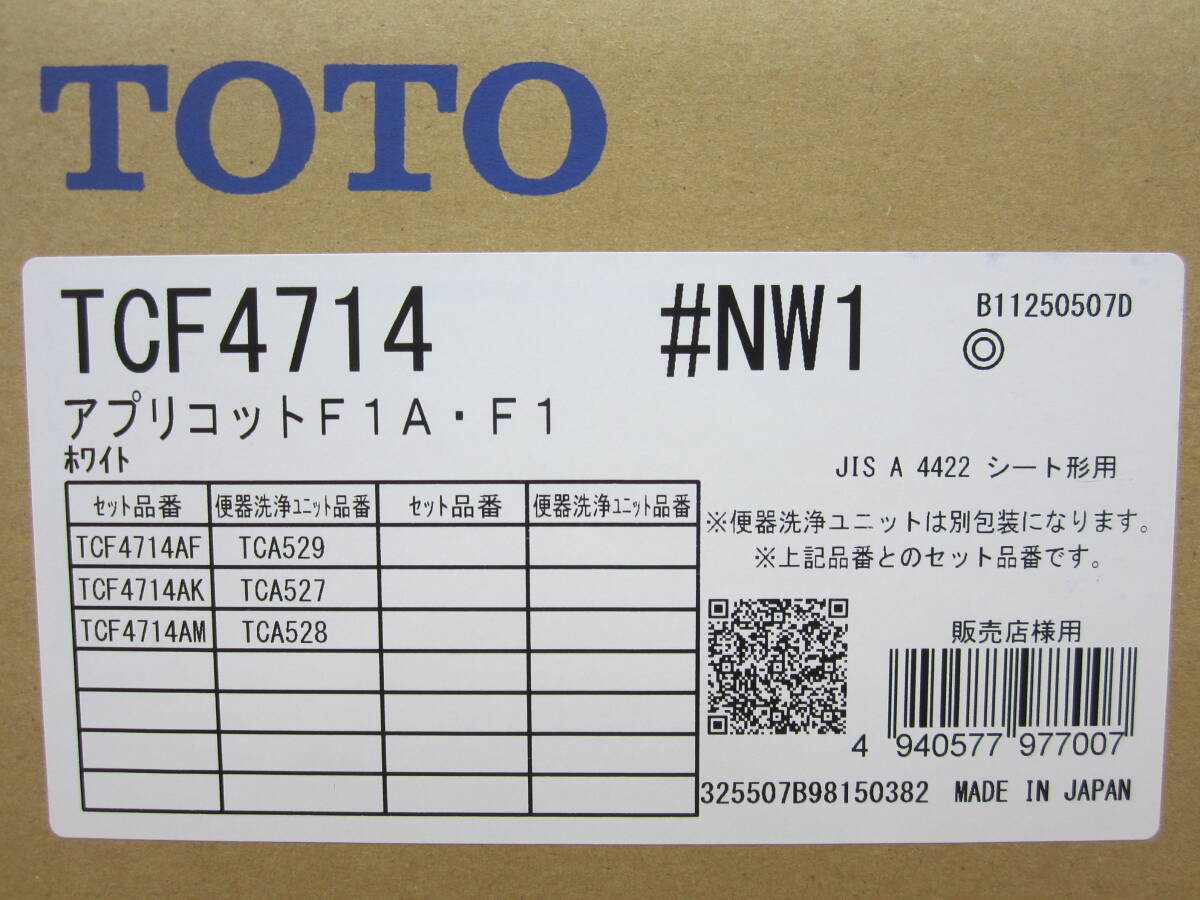 TOTO
TCF4714 #NW1 B11250507D
◎
アプリコットF1A・F1
ホワイト
JIS A 4422 シート形用
セット品番 便器洗浄ユニット品番 セット品番 便器洗浄ユニット品番
TCF4714AF TCA529
TCF4714AK TCA527
TCF4714AM TCA528
※便器洗浄ユニットは別包装になります。
※上記品番とのセット品番です。
販売店様用
4 940577 977007
325507B98150382 MADE IN JAPAN